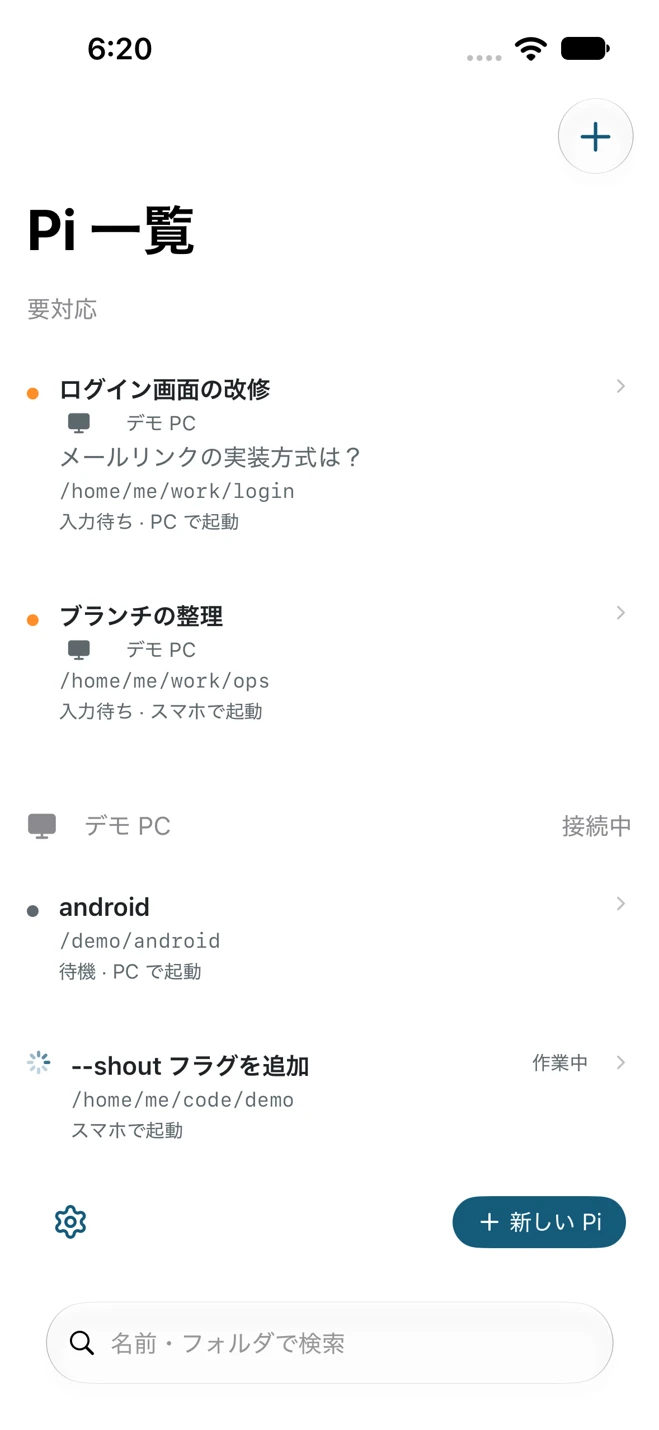 6:20
Pi 一覧
要対応
ログイン画面の改修
デモ PC
メールリンクの実装方式は？
/home/me/work/login
入力待ち · PC で起動
ブランチの整理
デモ PC
/home/me/work/ops
入力待ち · スマホで起動
デモ PC 接続中
android
/demo/android
待機 · PC で起動
--shout フラグを追加 作業中
/home/me/code/demo
スマホで起動
+ 新しい Pi
名前・フォルダで検索